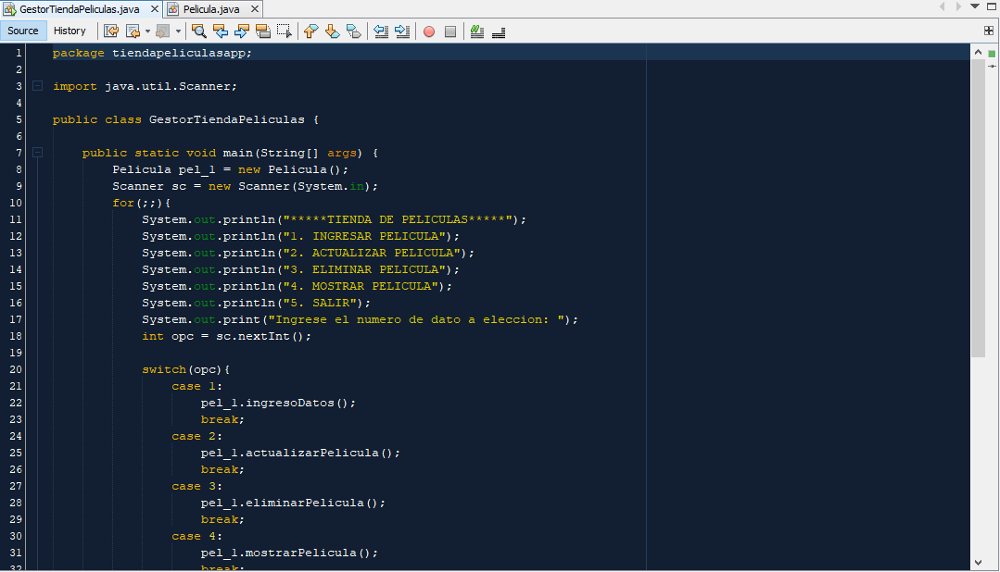 GestorTiendaPeliculas.java Pelicula.java
Source History
1 package tiendapeliculasapp;
2
3 import java.util.Scanner;
4
5 public class GestorTiendaPeliculas {
6
7 public static void main(String[] args) {
8 Pelicula pel_1 = new Pelicula();
9 Scanner sc = new Scanner(System.in);
10 for(;;){
11 System.out.println("*****TIENDA DE PELICULAS*****");
12 System.out.println("1. INGRESAR PELICULA");
13 System.out.println("2. ACTUALIZAR PELICULA");
14 System.out.println("3. ELIMINAR PELICULA");
15 System.out.println("4. MOSTRAR PELICULA");
16 System.out.println("5. SALIR");
17 System.out.print("Ingrese el numero de dato a eleccion: ");
18 int opc = sc.nextInt();
19
20 switch(opc){
21 case 1:
22 pel_1.ingresoDatos();
23 break;
24 case 2:
25 pel_1.actualizarPelicula();
26 break;
27 case 3:
28 pel_1.eliminarPelicula();
29 break;
30 case 4:
31 pel_1.mostrarPelicula();
32 break;